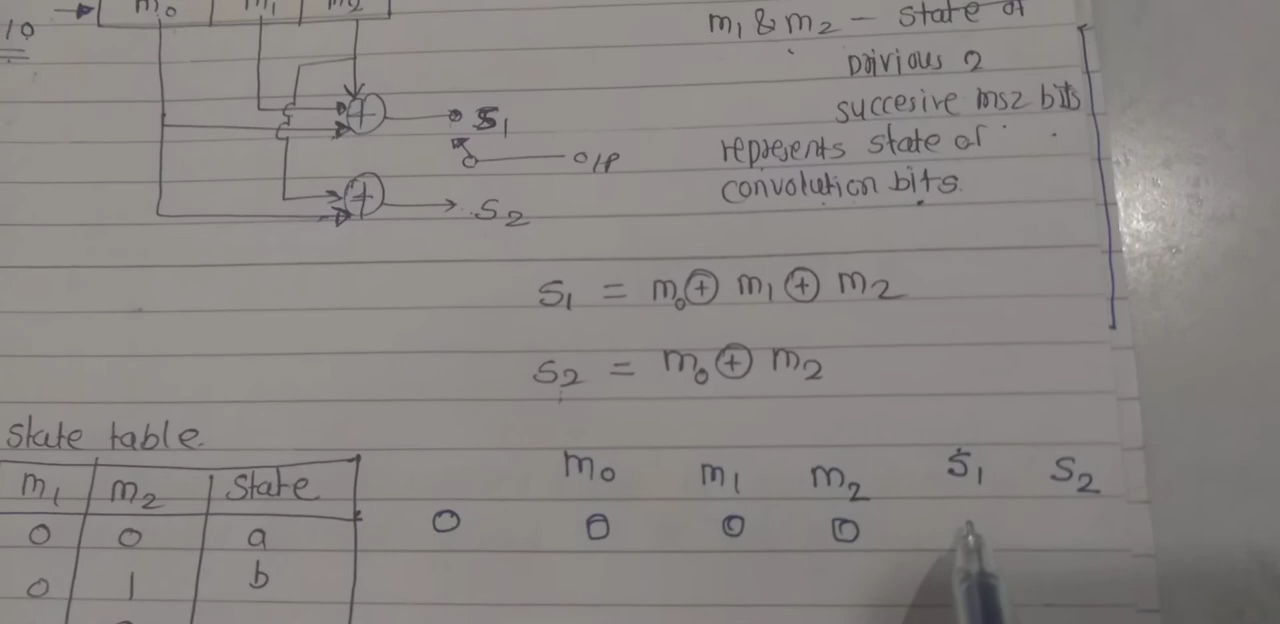 m0 m1 m2
10
m1 & m2 - state of
privious 2
succesive msz bits
represents state of
convolution bits.
S1
O/P
S2
S1 = m0 ⊕ m1 ⊕ m2
S2 = m0 ⊕ m2
state table.
m1 m2 State
0 0 a
0 1 b
m0 m1 m2 S1 S2
0 0 0 0